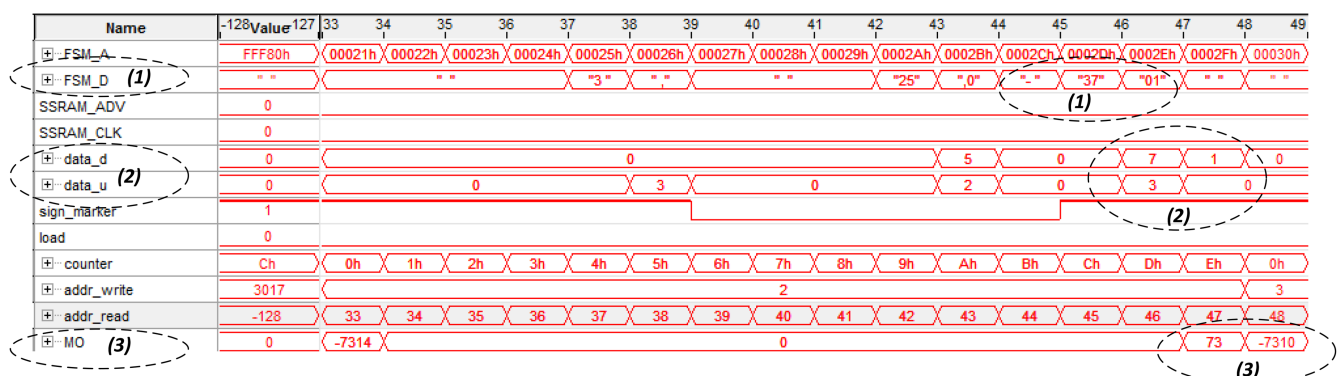 Name -128Value-127 33 34 35 36 37 38 39 40 41 42 43 44 45 46 47 48 49
FSM_A FFF80h 00021h 00022h 00023h 00024h 00025h 00026h 00027h 00028h 00029h 0002Ah 0002Bh 0002Ch 0002Dh 0002Eh 0002Fh 00030h
FSM_D (1) " " " " "3 " " , " " " "25" ",0" "-" "37" "01" " " " "
(1)
SSRAM_ADV 0
SSRAM_CLK 0
data_d 0 0 5 0 7 1 0
(2)
data_u 0 0 3 0 2 0 3 0
(2)
sign_marker 1
load 0
counter Ch 0h 1h 2h 3h 4h 5h 6h 7h 8h 9h Ah Bh Ch Dh Eh 0h
addr_write 3017 2 3
addr_read -128 33 34 35 36 37 38 39 40 41 42 43 44 45 46 47 48
MO (3) 0 -7314 0 73 -7310
(3)